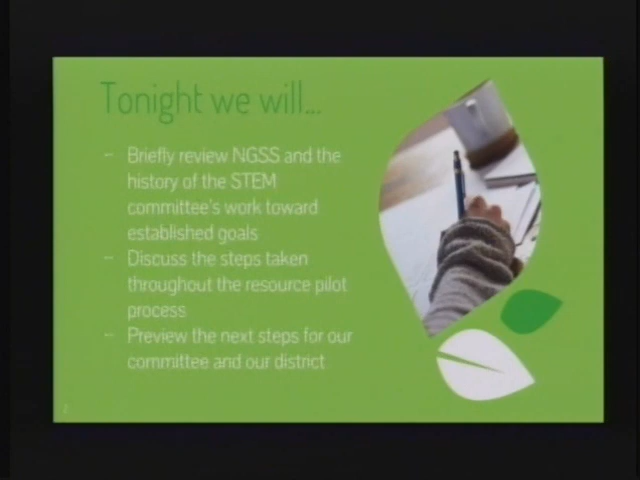 Tonight we will...
– Briefly review NGSS and the
history of the STEM
committee's work toward
established goals
– Discuss the steps taken
throughout the resource pilot
process
– Preview the next steps for our
committee and our district